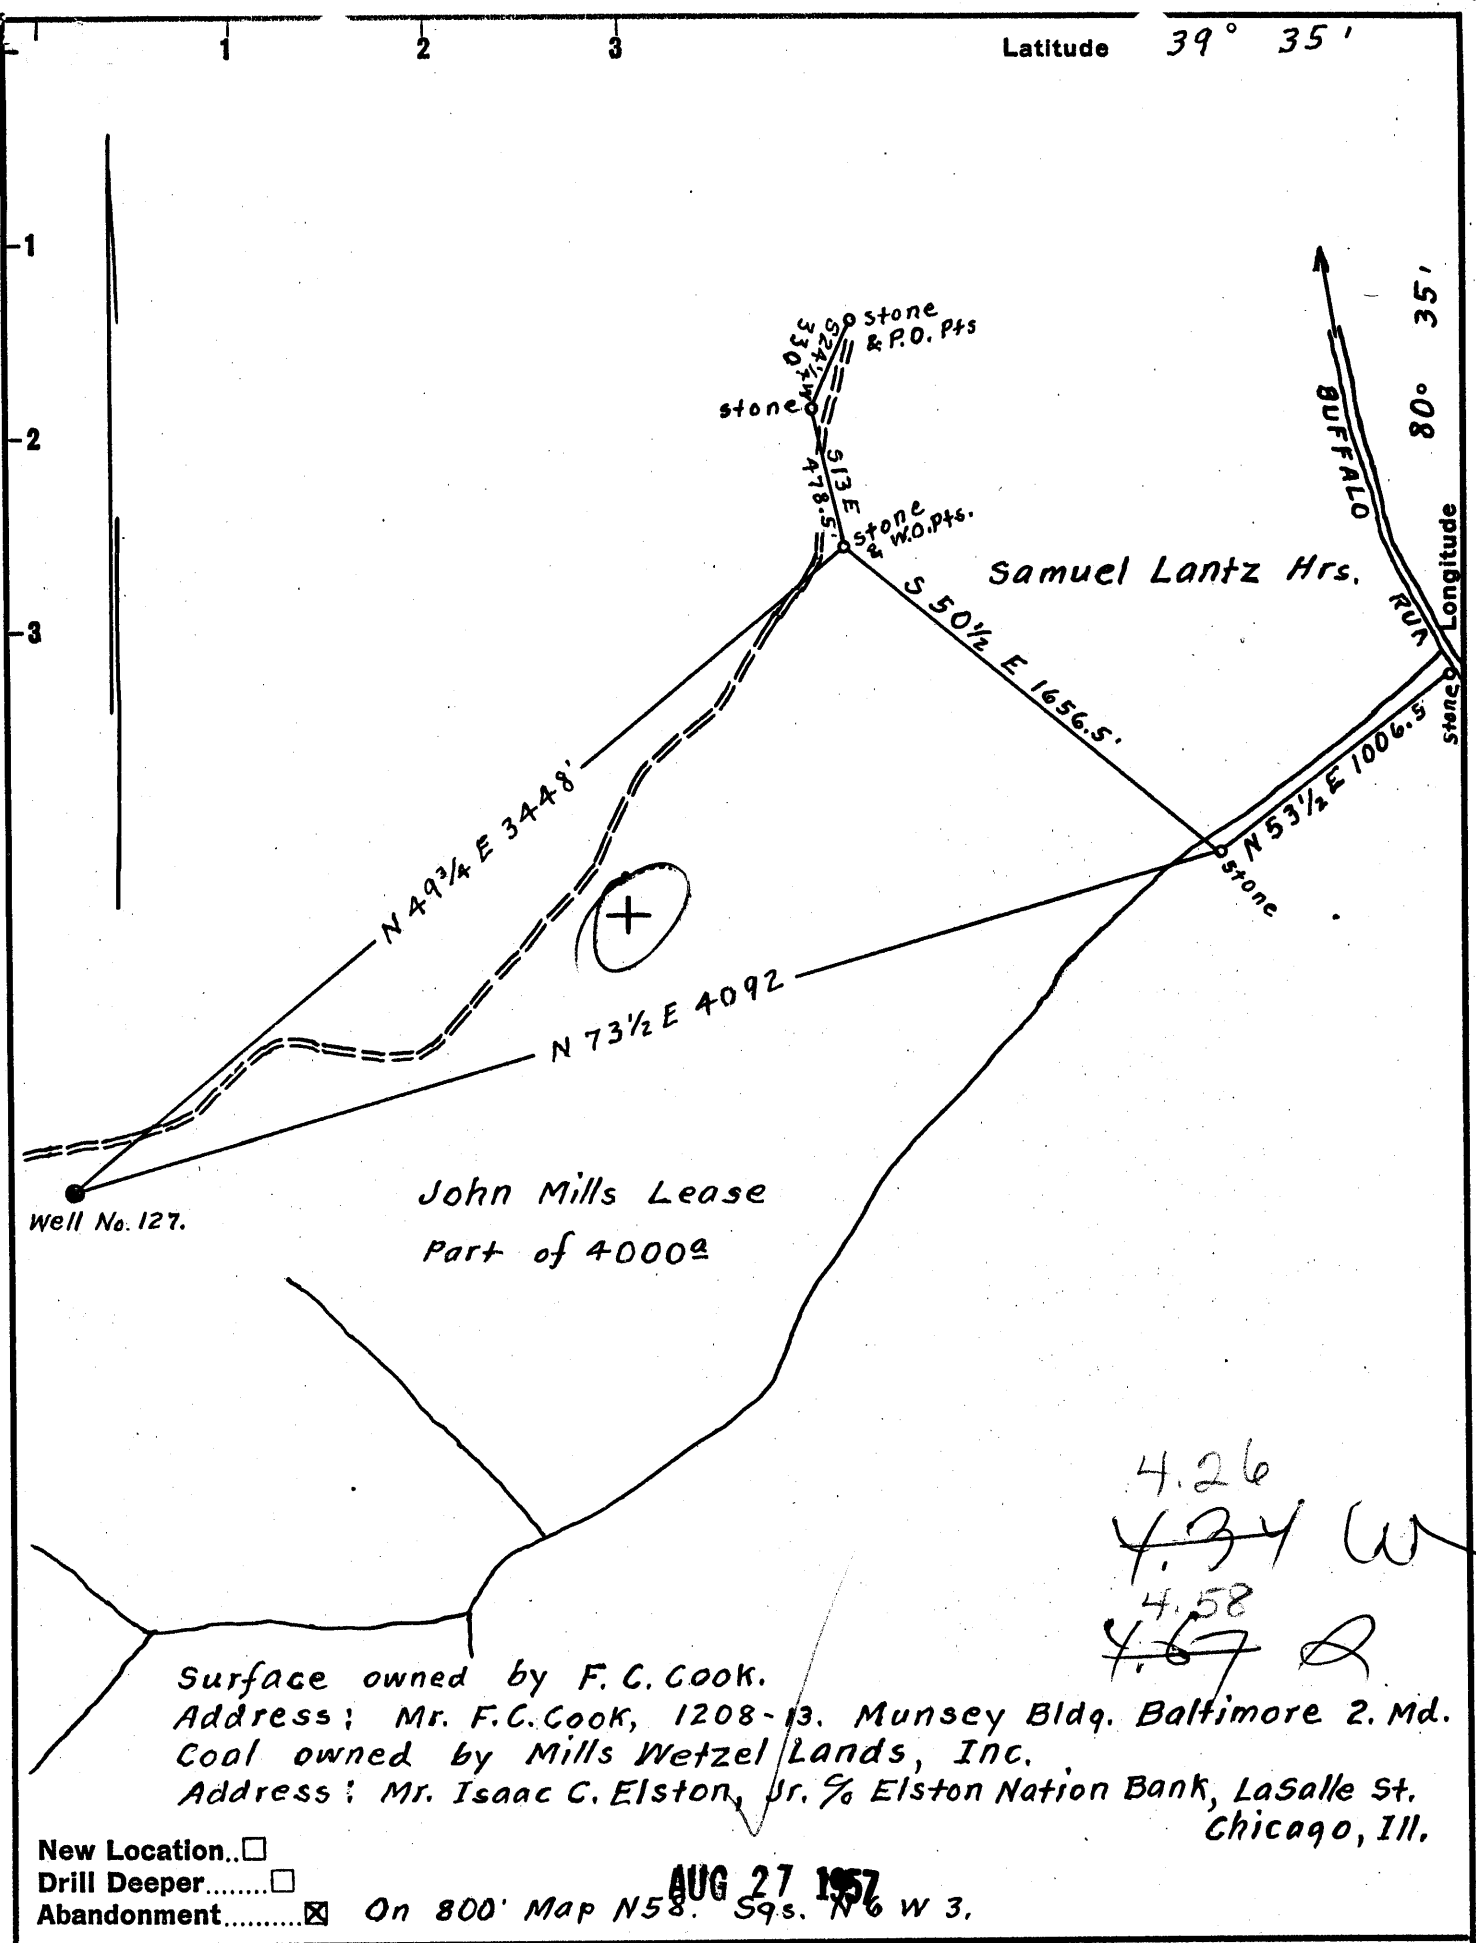 1 2 3
Latitude 39° 35'
-1
-2
-3
80° 35'
Longitude
stone
& P.O. Pts
S24½W
330
stone
S13E
478.5'
stone
& W.O.Pts.
BUFFALO RUN
Samuel Lantz Hrs.
S 50½ E 1656.5'
stone
N 53½ E 1006.5
stone
N 49¾ E 3448'
N 73½ E 4092
Well No. 127.
John Mills Lease
Part of 4000a
4.26
4.34 W
4.58
4.67
Surface owned by F. C. Cook.
Address: Mr. F.C. Cook, 1208-13. Munsey Bldg. Baltimore 2. Md.
Coal owned by Mills Wetzel Lands, Inc.
Address: Mr. Isaac C. Elston, Jr. c/o Elston Nation Bank, LaSalle St.
Chicago, Ill.
New Location..☐
Drill Deeper........☐
AUG 27 1957
Abandonment..........☒ On 800' Map N58. Sqs. N 6 W 3.